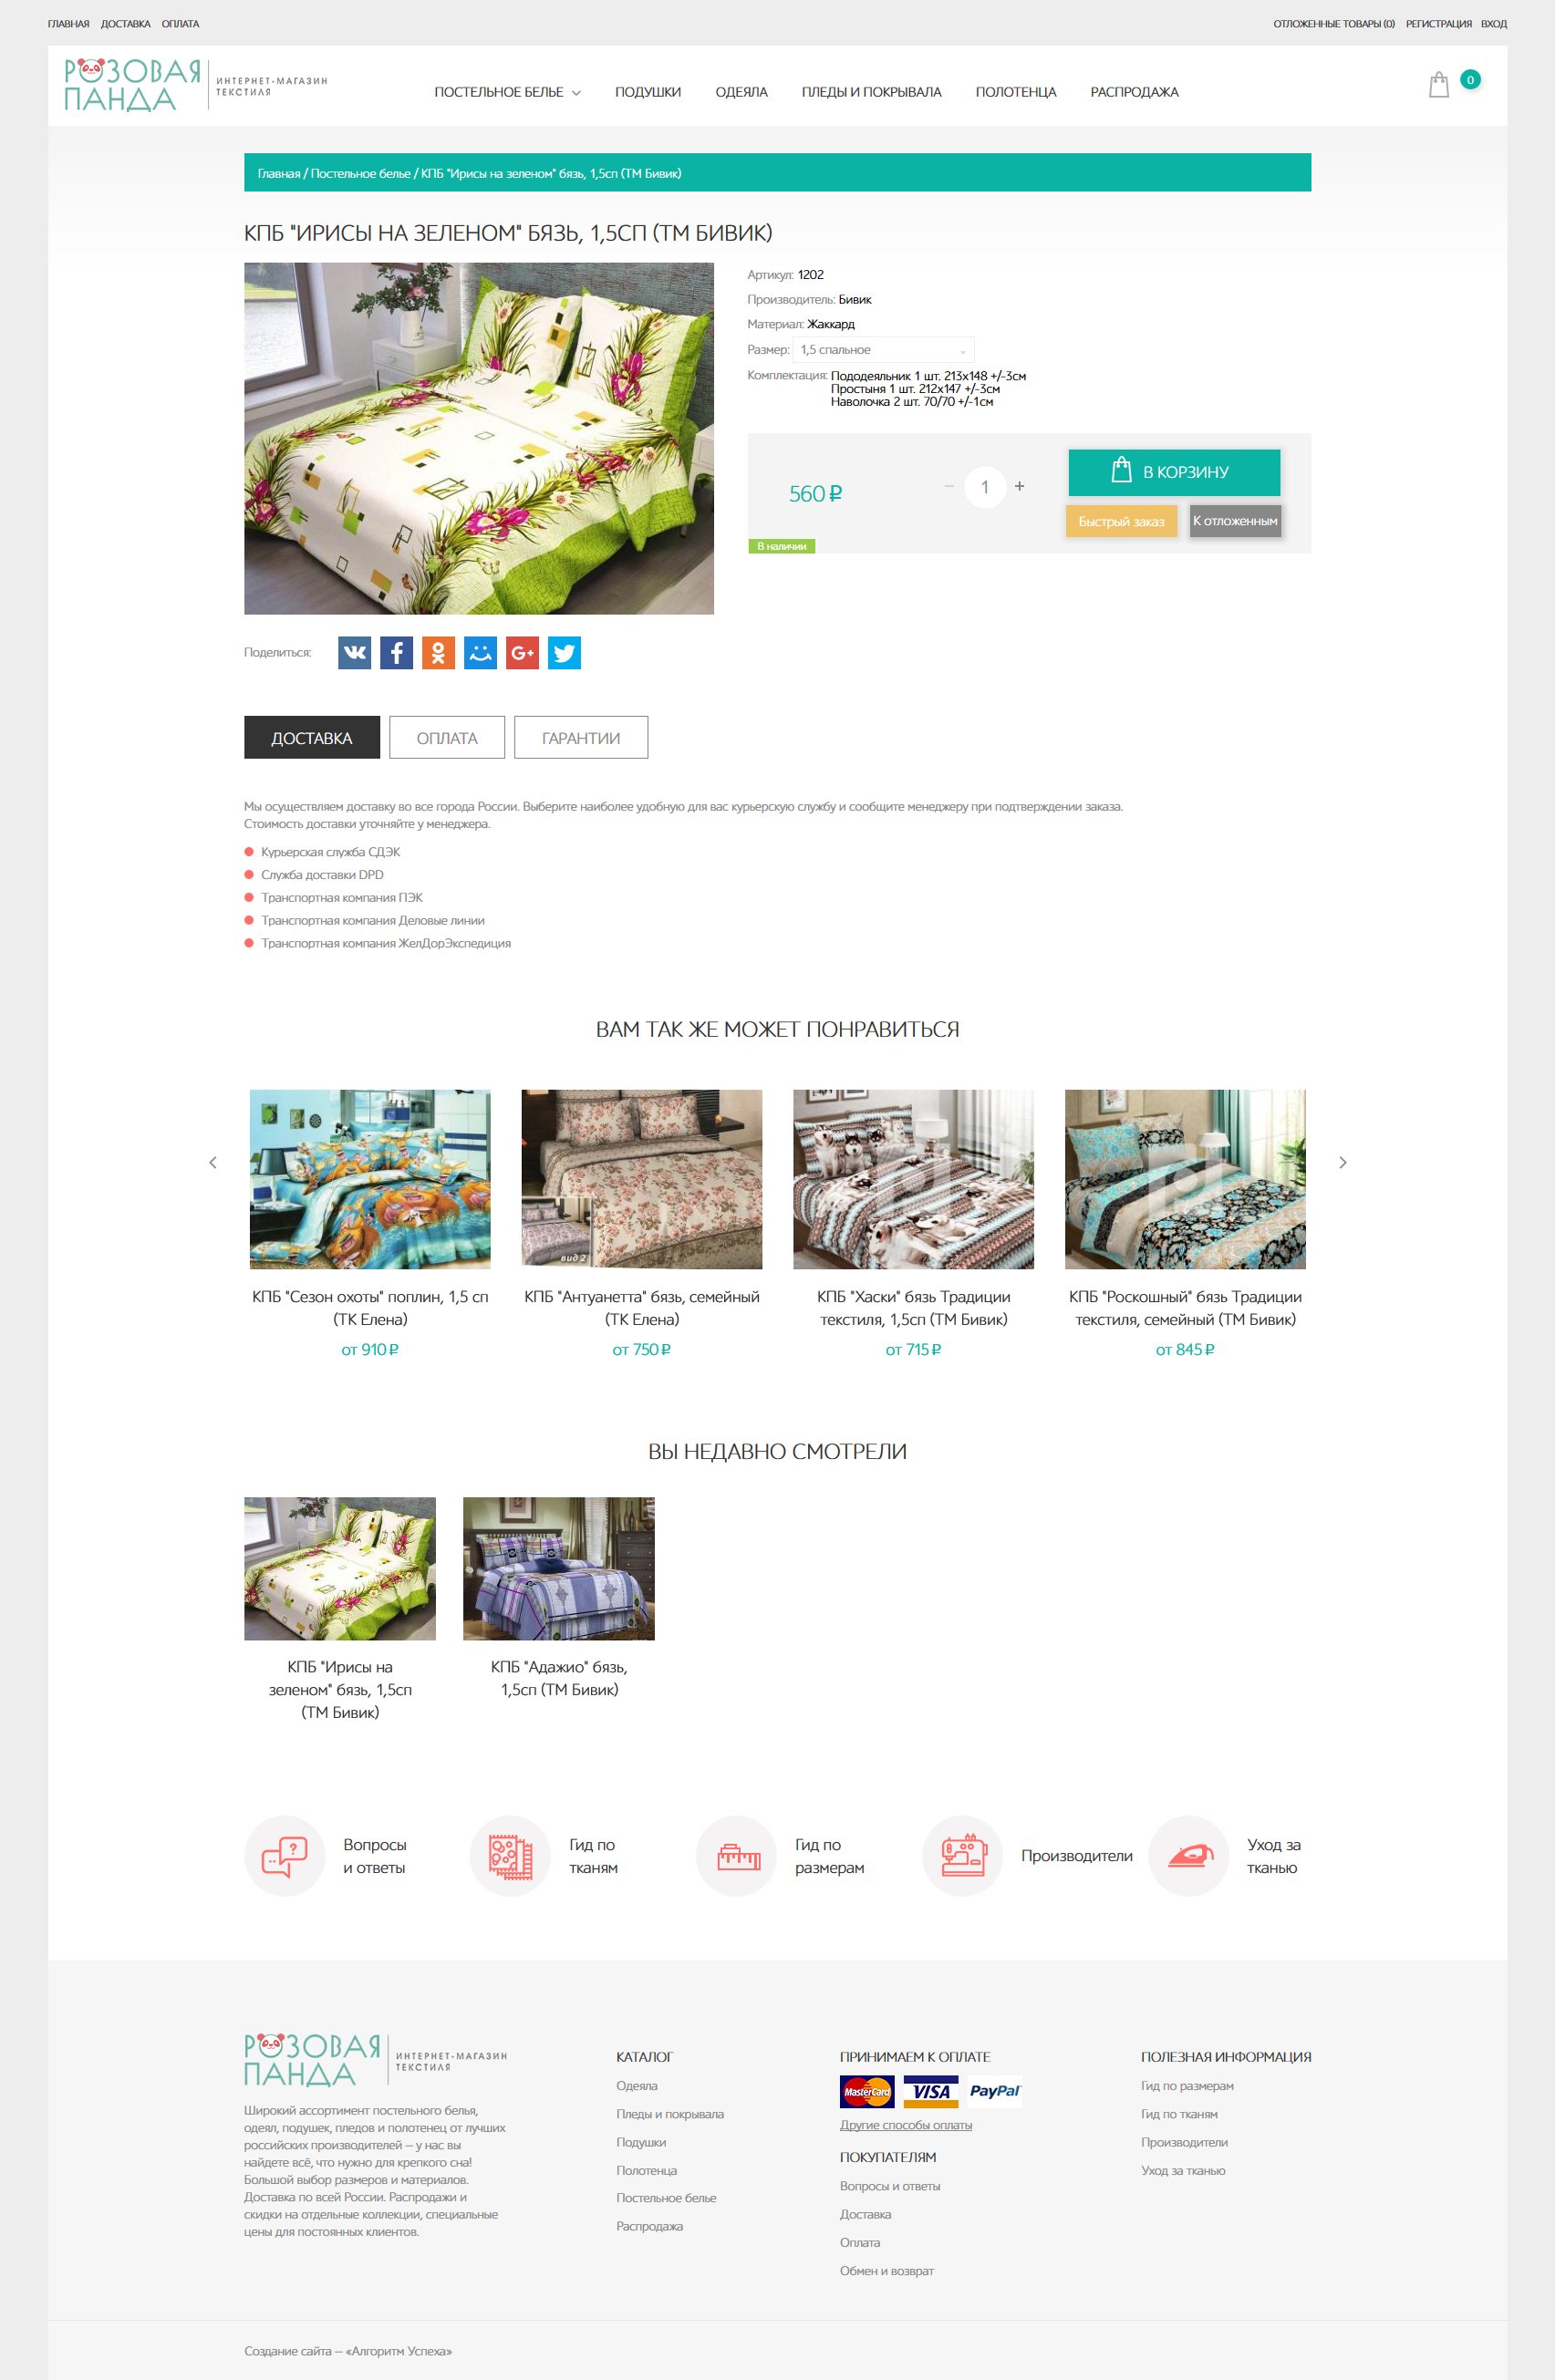 ГЛАВНАЯ ДОСТАВКА ОПЛАТА
ОТЛОЖЕННЫЕ ТОВАРЫ (0) РЕГИСТРАЦИЯ ВХОД
РОЗОВАЯ
ПАНДА
ИНТЕРНЕТ-МАГАЗИН
ТЕКСТИЛЯ
ПОСТЕЛЬНОЕ БЕЛЬЕ ПОДУШКИ ОДЕЯЛА ПЛЕДЫ И ПОКРЫВАЛА ПОЛОТЕНЦА РАСПРОДАЖА
0
Главная / Постельное белье / КПБ "Ирисы на зеленом" бязь, 1,5сп (ТМ Бивик)
КПБ "ИРИСЫ НА ЗЕЛЕНОМ" БЯЗЬ, 1,5СП (ТМ БИВИК)
Артикул: 1202
Производитель: Бивик
Материал: Жаккард
Размер: 1,5 спальное
Комплектация: Пододеяльник 1 шт. 213х148 +/-3см
Простыня 1 шт. 212х147 +/-3см
Наволочка 2 шт. 70/70 +/-1см
560 ₽
− 1 +
В КОРЗИНУ
Быстрый заказ К отложенным
В наличии
Поделиться:
ДОСТАВКА ОПЛАТА ГАРАНТИИ
Мы осуществляем доставку во все города России. Выберите наиболее удобную для вас курьерскую службу и сообщите менеджеру при подтверждении заказа.
Стоимость доставки уточняйте у менеджера.
Курьерская служба СДЭК
Служба доставки DPD
Транспортная компания ПЭК
Транспортная компания Деловые линии
Транспортная компания ЖелДорЭкспедиция
ВАМ ТАК ЖЕ МОЖЕТ ПОНРАВИТЬСЯ
вид 2
КПБ "Сезон охоты" поплин, 1,5 сп
(ТК Елена)
от 910 ₽
КПБ "Антуанетта" бязь, семейный
(ТК Елена)
от 750 ₽
КПБ "Хаски" бязь Традиции
текстиля, 1,5сп (ТМ Бивик)
от 715 ₽
КПБ "Роскошный" бязь Традиции
текстиля, семейный (ТМ Бивик)
от 845 ₽
ВЫ НЕДАВНО СМОТРЕЛИ
КПБ "Ирисы на
зеленом" бязь, 1,5сп
(ТМ Бивик)
КПБ "Адажио" бязь,
1,5сп (ТМ Бивик)
Вопросы
и ответы
Гид по
тканям
Гид по
размерам
Производители
Уход за
тканью
РОЗОВАЯ
ПАНДА
ИНТЕРНЕТ-МАГАЗИН
ТЕКСТИЛЯ
Широкий ассортимент постельного белья,
одеял, подушек, пледов и полотенец от лучших
российских производителей – у нас вы
найдете всё, что нужно для крепкого сна!
Большой выбор размеров и материалов.
Доставка по всей России. Распродажи и
скидки на отдельные коллекции, специальные
цены для постоянных клиентов.
КАТАЛОГ
Одеяла
Пледы и покрывала
Подушки
Полотенца
Постельное белье
Распродажа
ПРИНИМАЕМ К ОПЛАТЕ
MasterCard VISA PayPal
Другие способы оплаты
ПОКУПАТЕЛЯМ
Вопросы и ответы
Доставка
Оплата
Обмен и возврат
ПОЛЕЗНАЯ ИНФОРМАЦИЯ
Гид по размерам
Гид по тканям
Производители
Уход за тканью
Создание сайта – «Алгоритм Успеха»